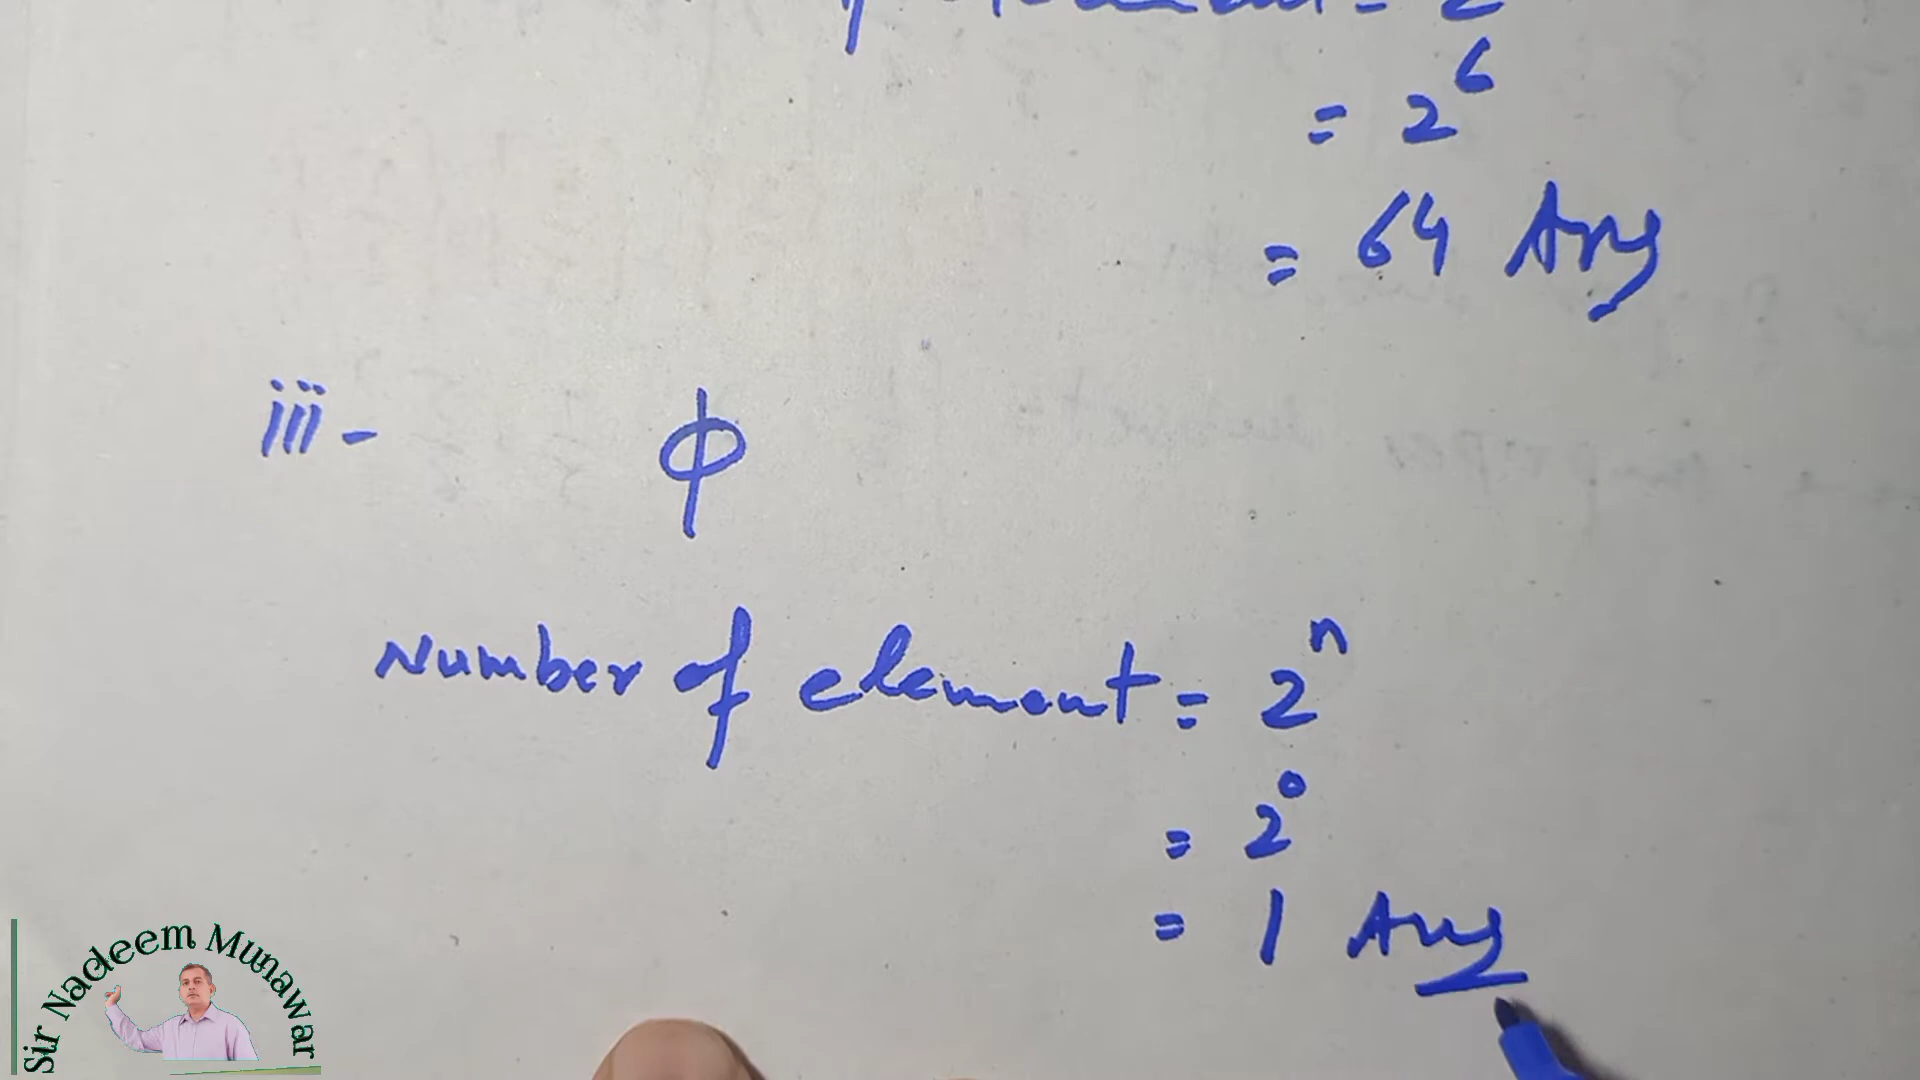 = 2⁶
= 64 Ans
iii - ϕ
Number of element = 2ⁿ
= 2⁰
= 1 Ans
Sir Nadeem Munawar